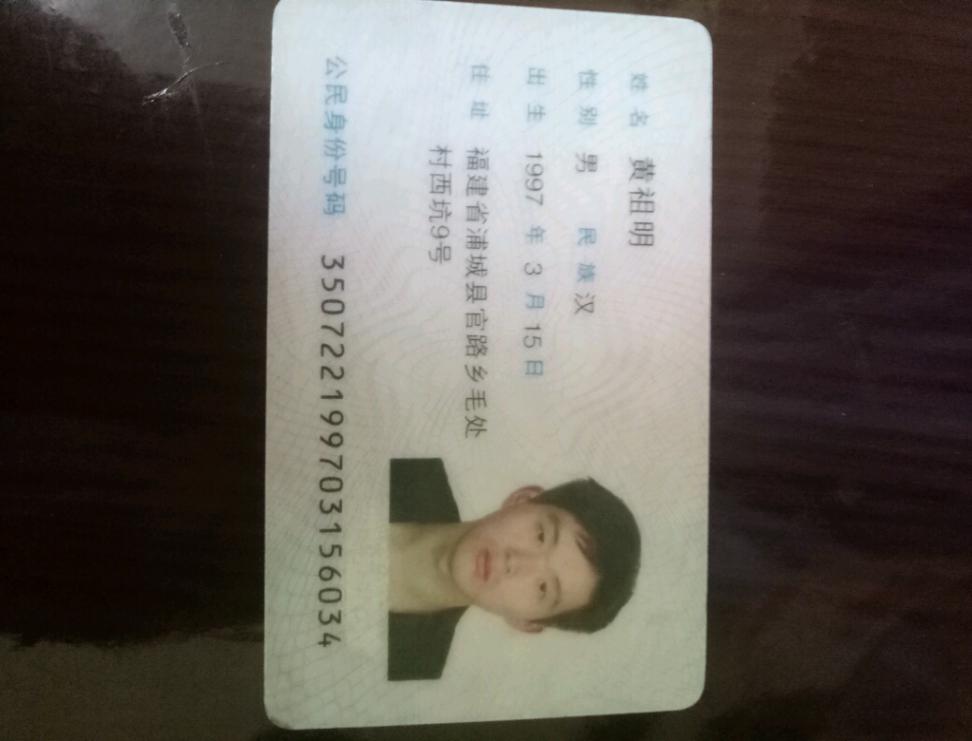 姓名 黄祖明
性别 男 民族 汉
出生 1997 年 3 月 15 日
住址 福建省浦城县官路乡毛处
村西坑9号
公民身份号码 350722199703156034